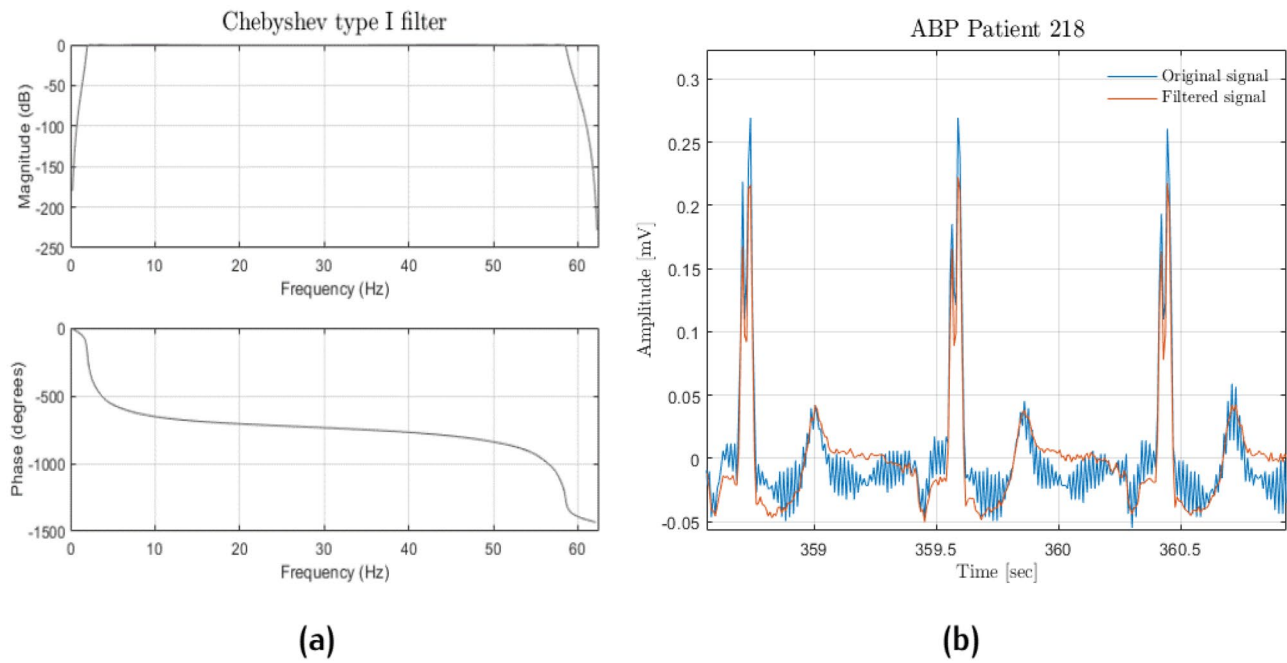 Chebyshev type I filter
0
-50
-100
-150
-200
-250
Magnitude (dB)
0 10 20 30 40 50 60
Frequency (Hz)
0
-500
-1000
-1500
Phase (degrees)
0 10 20 30 40 50 60
Frequency (Hz)
(a)
ABP Patient 218
Original signal
Filtered signal
0.3
0.25
0.2
0.15
0.1
0.05
0
-0.05
Amplitude [mV]
359 359.5 360 360.5
Time [sec]
(b)